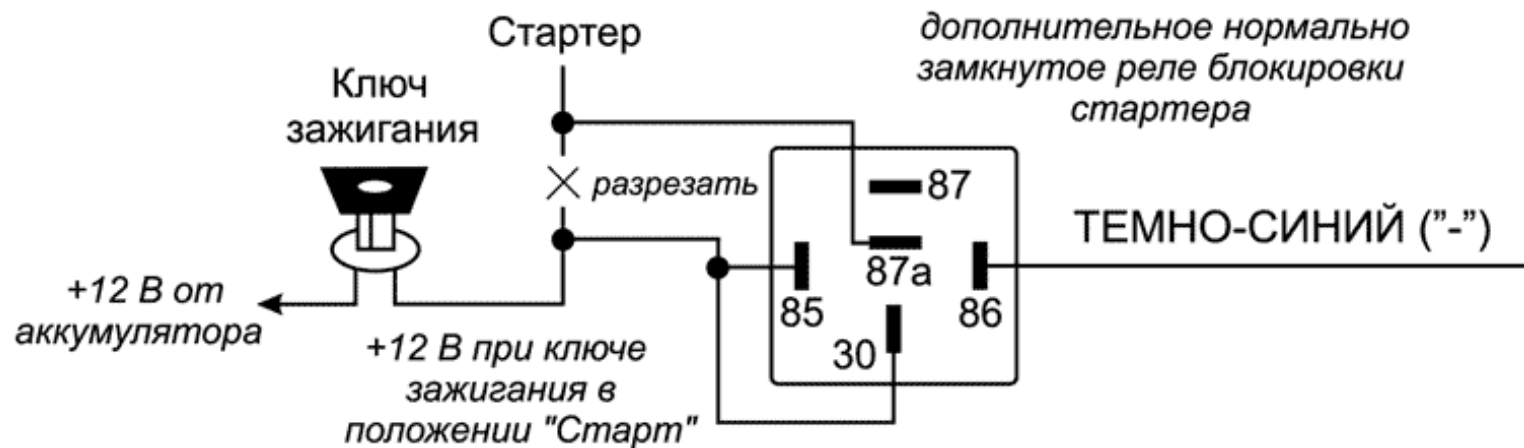 Стартер
дополнительное нормально
замкнутое реле блокировки
стартера
Ключ
зажигания
разрезать
87
87а
85
86
30
ТЕМНО-СИНИЙ ("-")
+12 В от
аккумулятора
+12 В при ключе
зажигания в
положении "Старт"